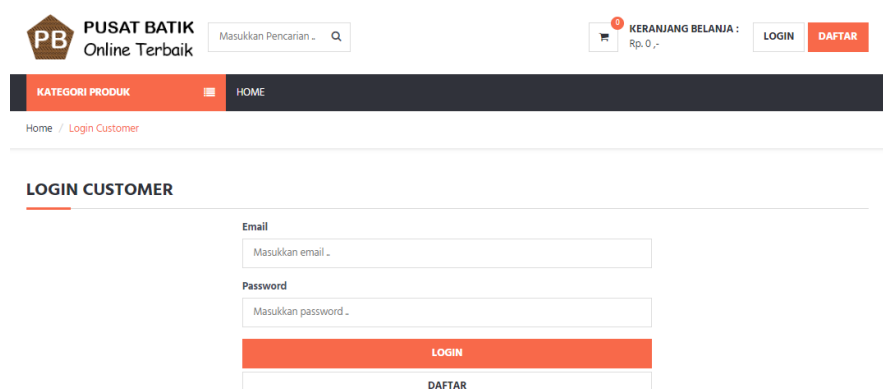 PB
PUSAT BATIK
Online Terbaik
Masukkan Pencarian ..
0
KERANJANG BELANJA :
Rp. 0 ,-
LOGIN
DAFTAR
KATEGORI PRODUK
HOME
Home / Login Customer
LOGIN CUSTOMER
Email
Masukkan email ..
Password
Masukkan password ..
LOGIN
DAFTAR